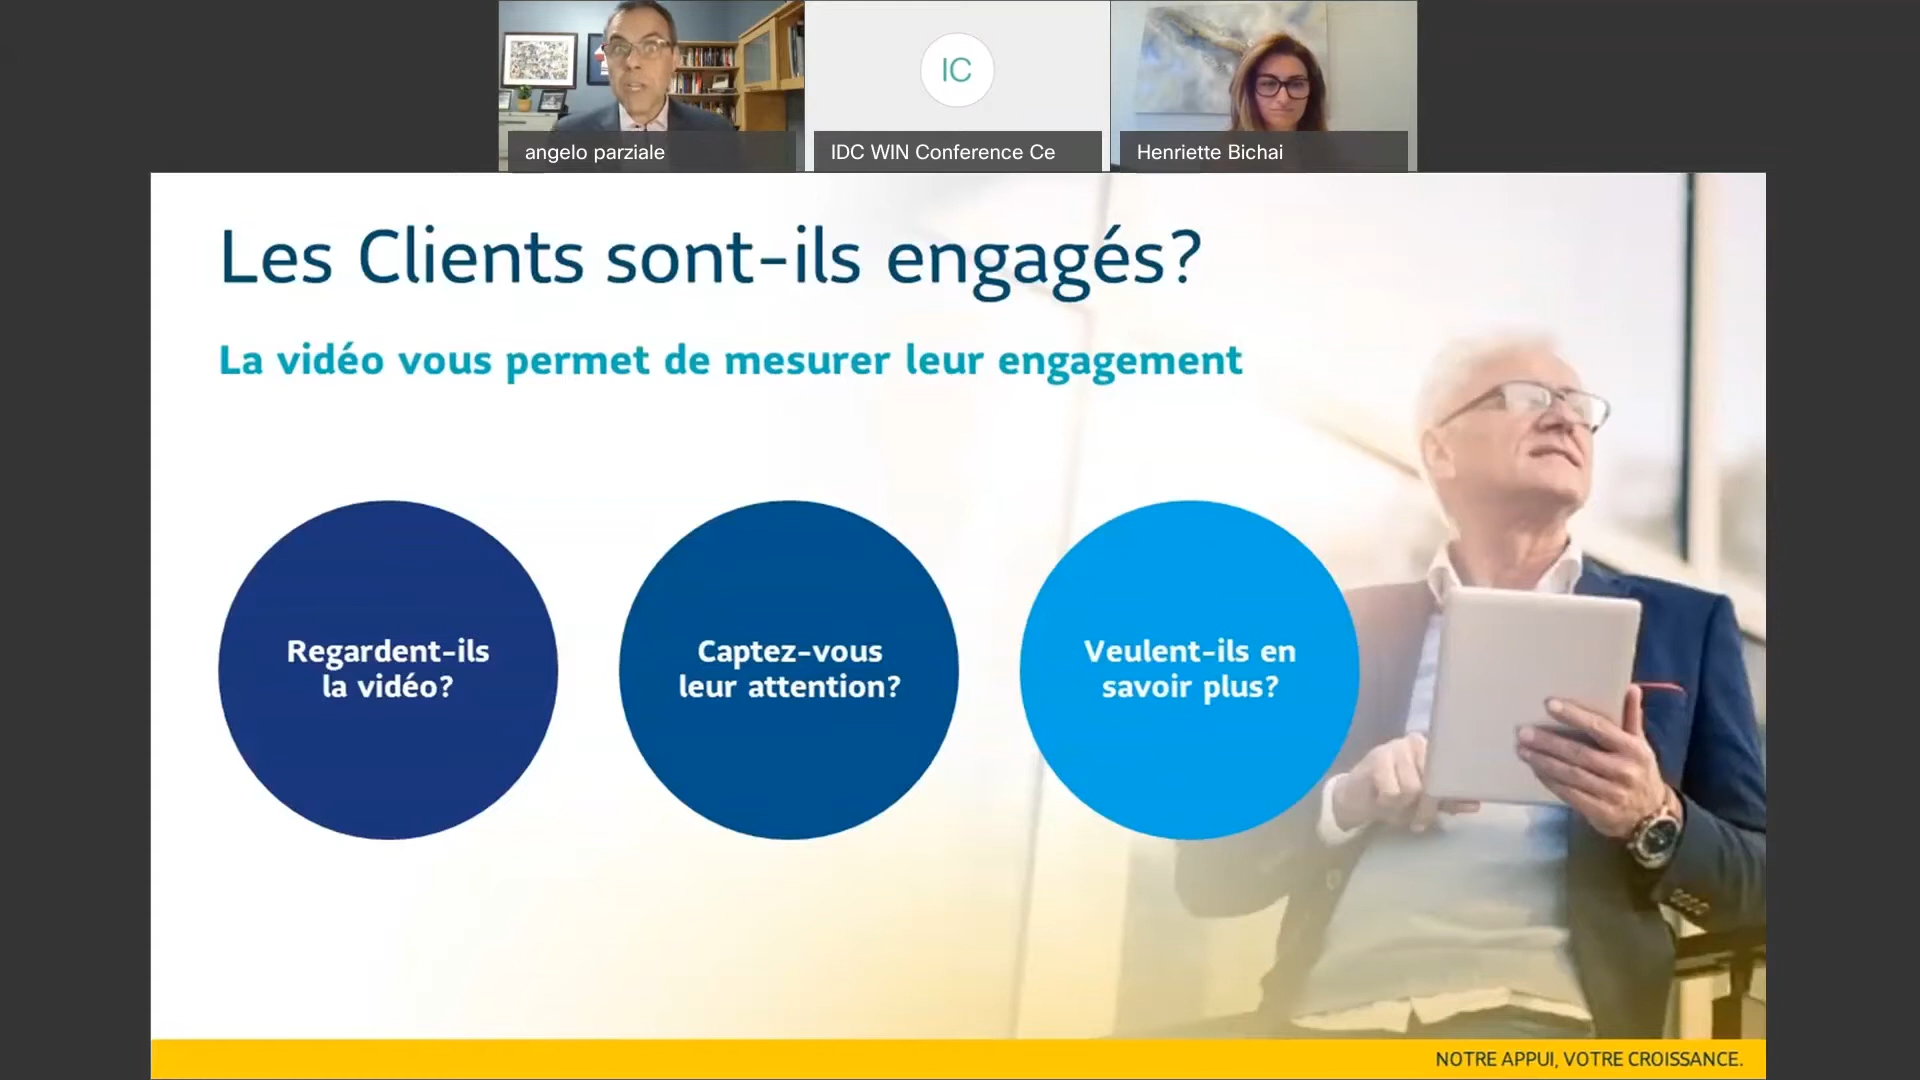 angelo parziale
IC
IDC WIN Conference Ce
Henriette Bichai
Les Clients sont-ils engagés?
La vidéo vous permet de mesurer leur engagement
Regardent-ils
la vidéo?
Captez-vous
leur attention?
Veulent-ils en
savoir plus?
NOTRE APPUI, VOTRE CROISSANCE.